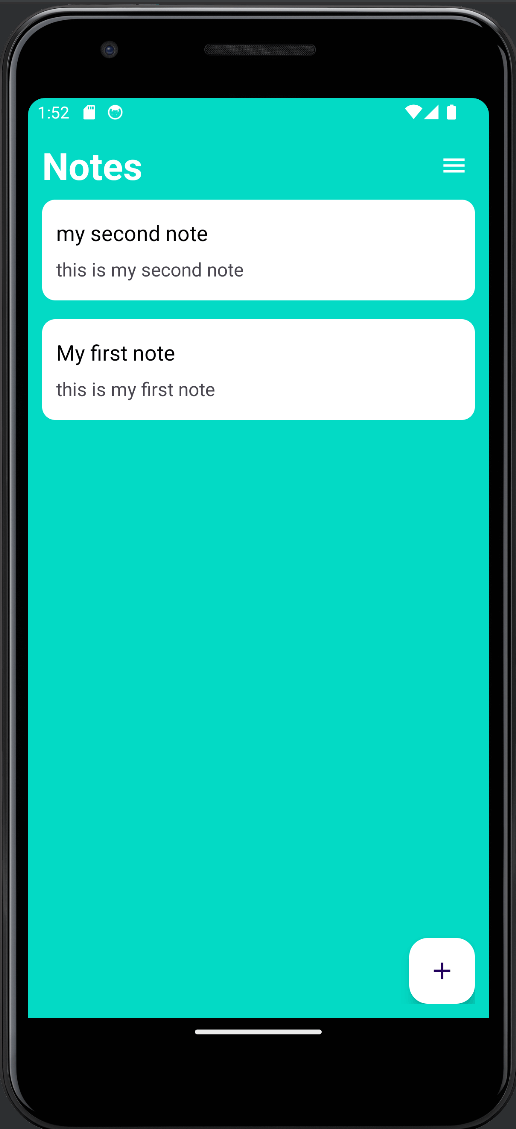 1:52
Notes
my second note
this is my second note
My first note
this is my first note
+